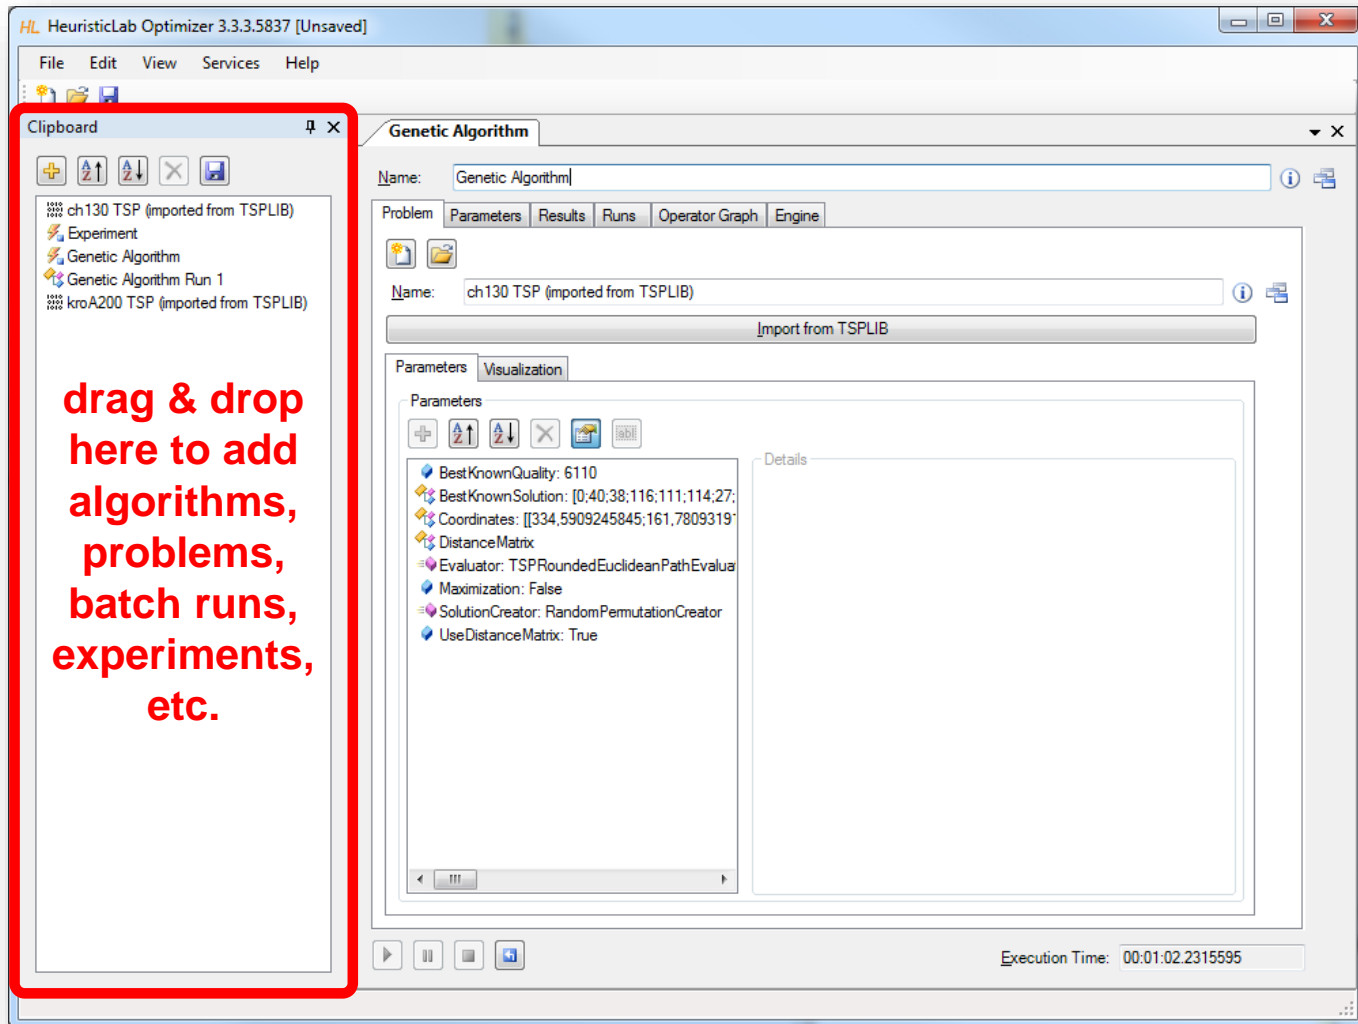 HL HeuristicLab Optimizer 3.3.3.5837 [Unsaved]
File Edit View Services Help
Clipboard
ch130 TSP (imported from TSPLIB)
Experiment
Genetic Algorithm
Genetic Algorithm Run 1
kroA200 TSP (imported from TSPLIB)
drag & drop
here to add
algorithms,
problems,
batch runs,
experiments,
etc.
Genetic Algorithm
Name: Genetic Algorithm
Problem Parameters Results Runs Operator Graph Engine
Name: ch130 TSP (imported from TSPLIB)
Import from TSPLIB
Parameters Visualization
Parameters
Details
BestKnownQuality: 6110
BestKnownSolution: [0;40;38;116;111;114;27;
Coordinates: [[334,5909245845;161,7809319
DistanceMatrix
Evaluator: TSPRoundedEuclideanPathEvalua
Maximization: False
SolutionCreator: RandomPermutationCreator
UseDistanceMatrix: True
Execution Time: 00:01:02.2315595